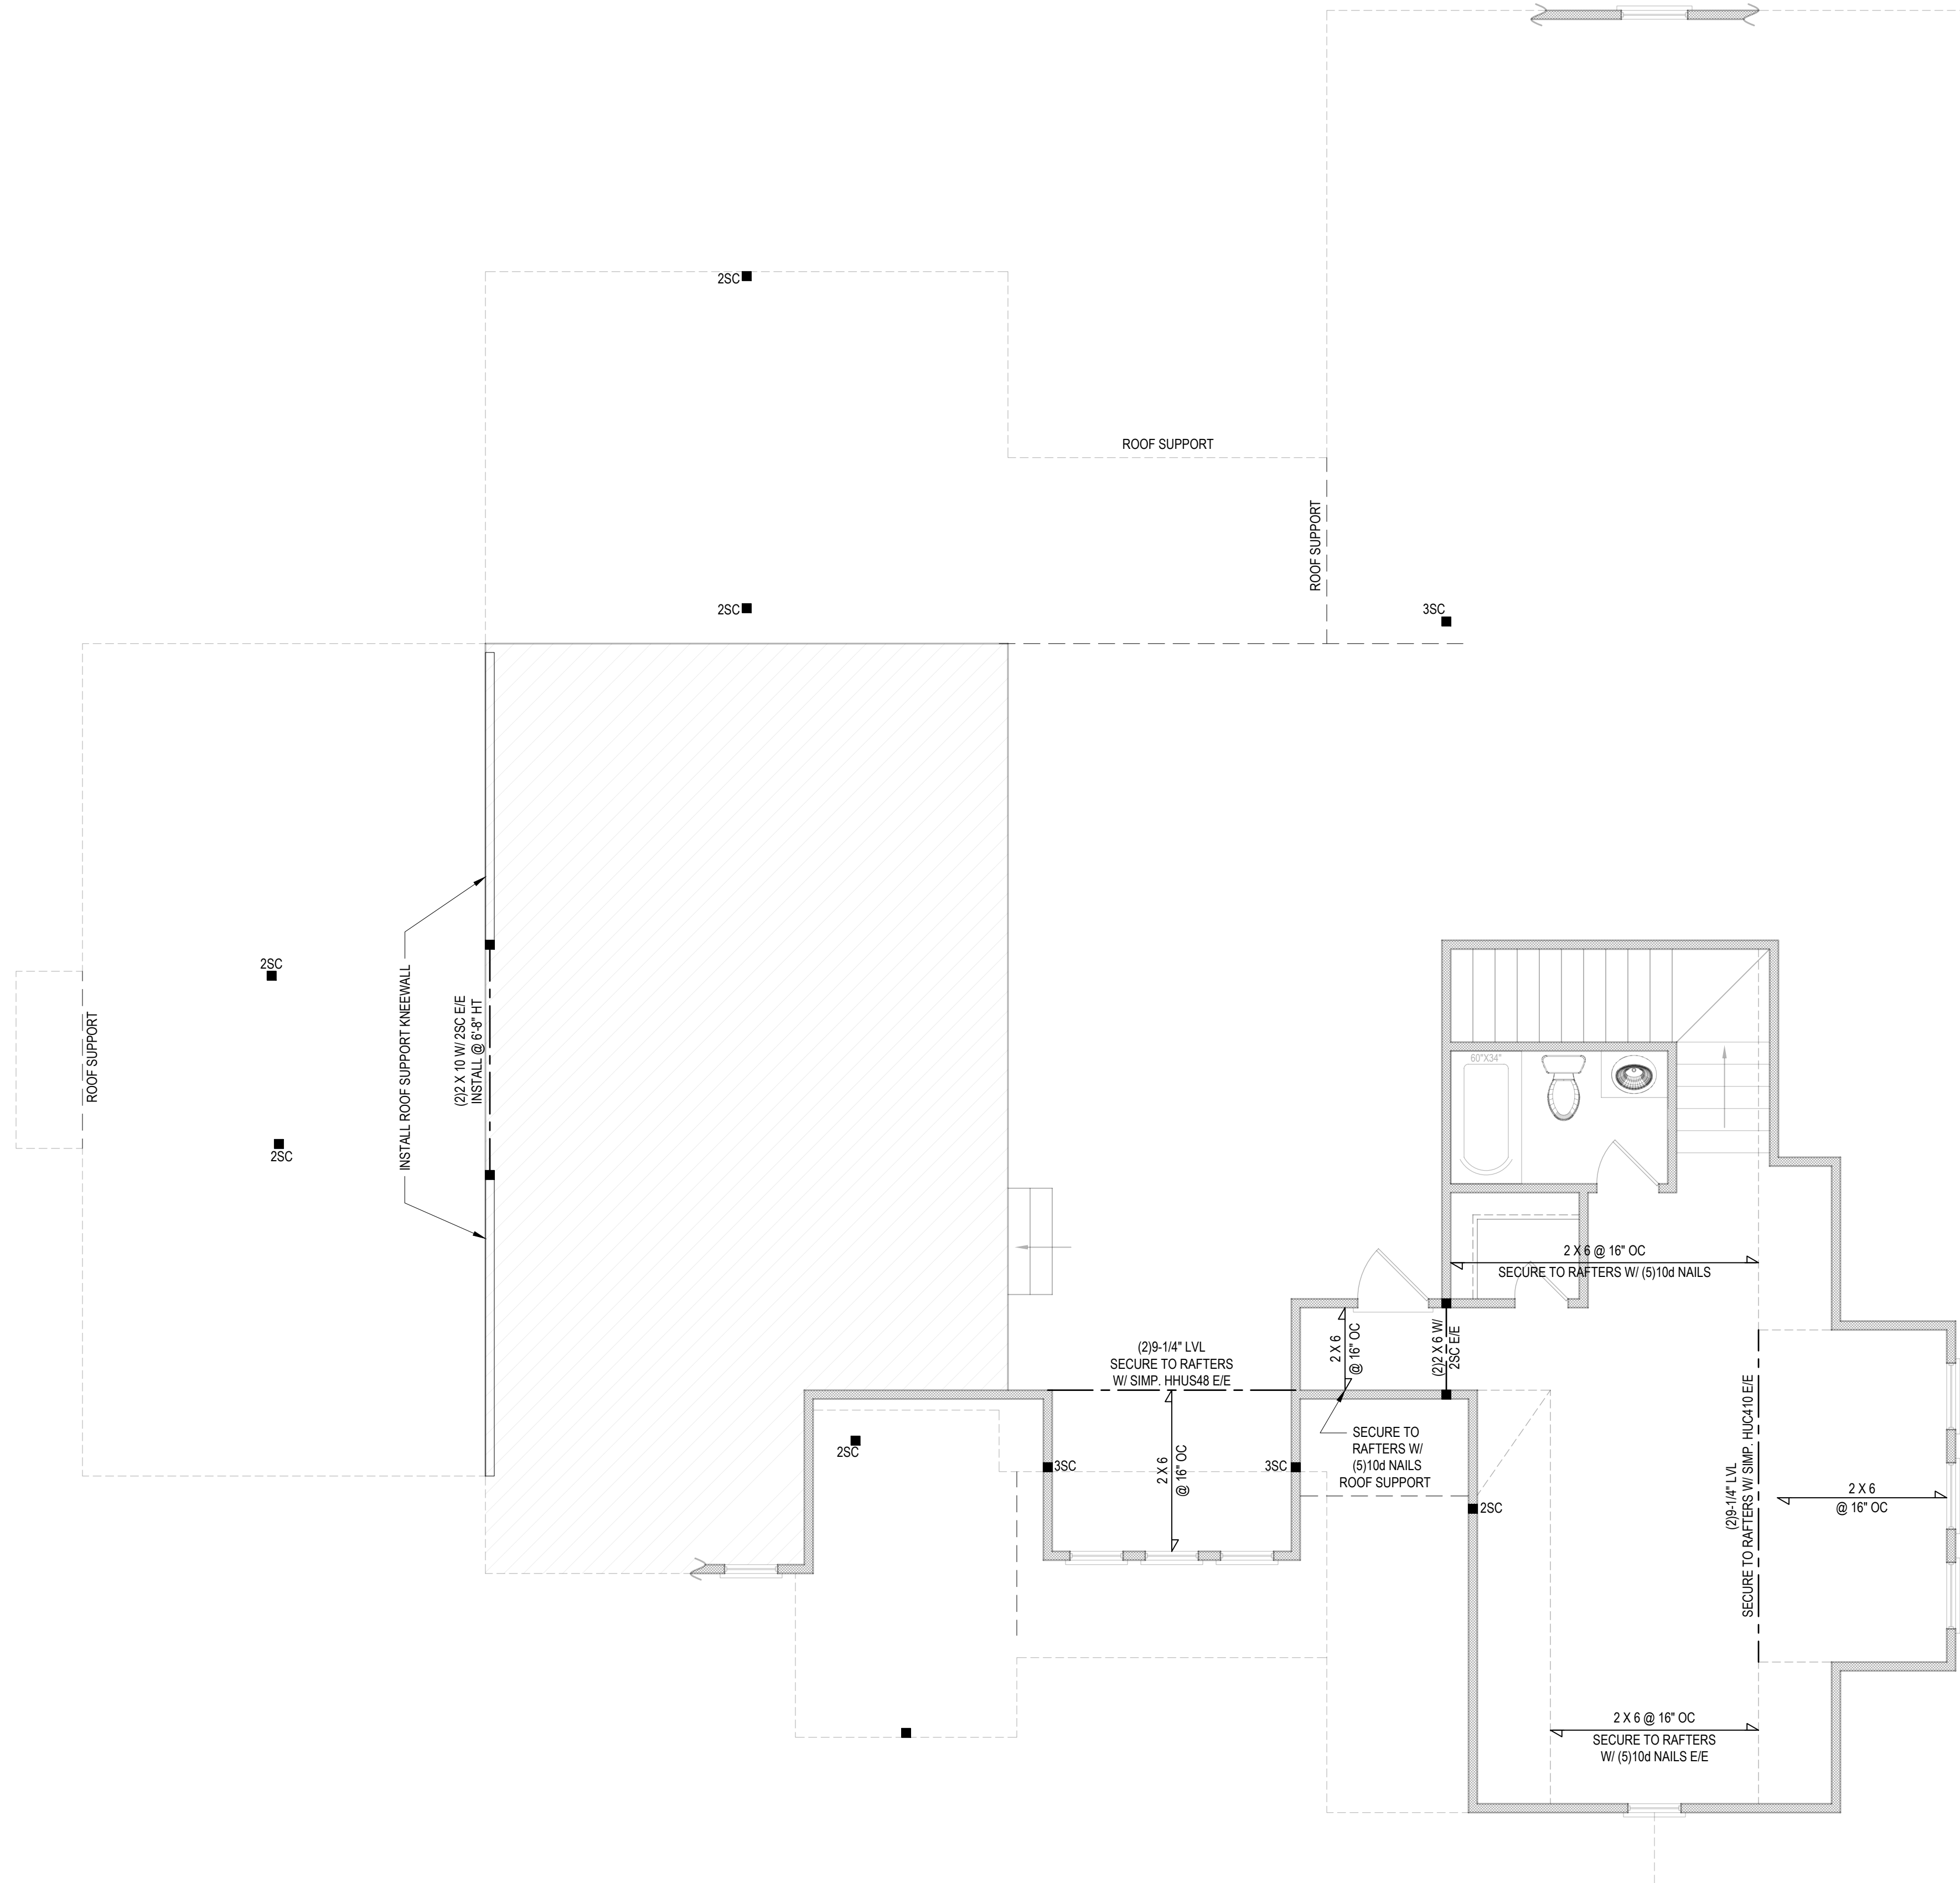 2SC
ROOF SUPPORT
ROOF SUPPORT
2SC
3SC
2SC
ROOF SUPPORT
2SC
INSTALL ROOF SUPPORT KNEEWALL
(2)2 X 10 W/ 2SC E/E
INSTALL @ 6'-8" HT
60"X34"
2 X 6 @ 16" OC
SECURE TO RAFTERS W/ (5)10d NAILS
(2)9-1/4" LVL
SECURE TO RAFTERS
W/ SIMP. HHUS48 E/E
2 X 6
@ 16" OC
(2)2 X 6 W/
2SC E/E
2SC
3SC
2 X 6
@ 16" OC
3SC
SECURE TO
RAFTERS W/
(5)10d NAILS
ROOF SUPPORT
2SC
(2)9-1/4" LVL
SECURE TO RAFTERS W/ SIMP. HUC410 E/E
2 X 6
@ 16" OC
2 X 6 @ 16" OC
SECURE TO RAFTERS
W/ (5)10d NAILS E/E